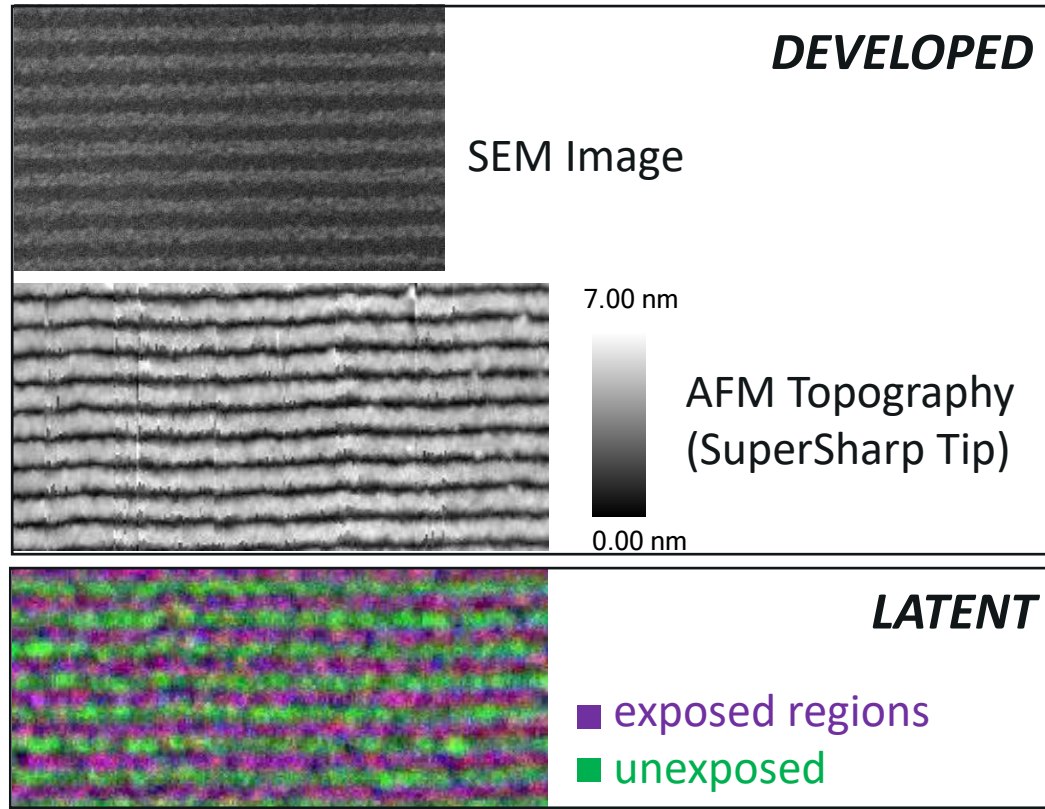 DEVELOPED
SEM Image
7.00 nm
AFM Topography
(SuperSharp Tip)
0.00 nm
LATENT
exposed regions
unexposed